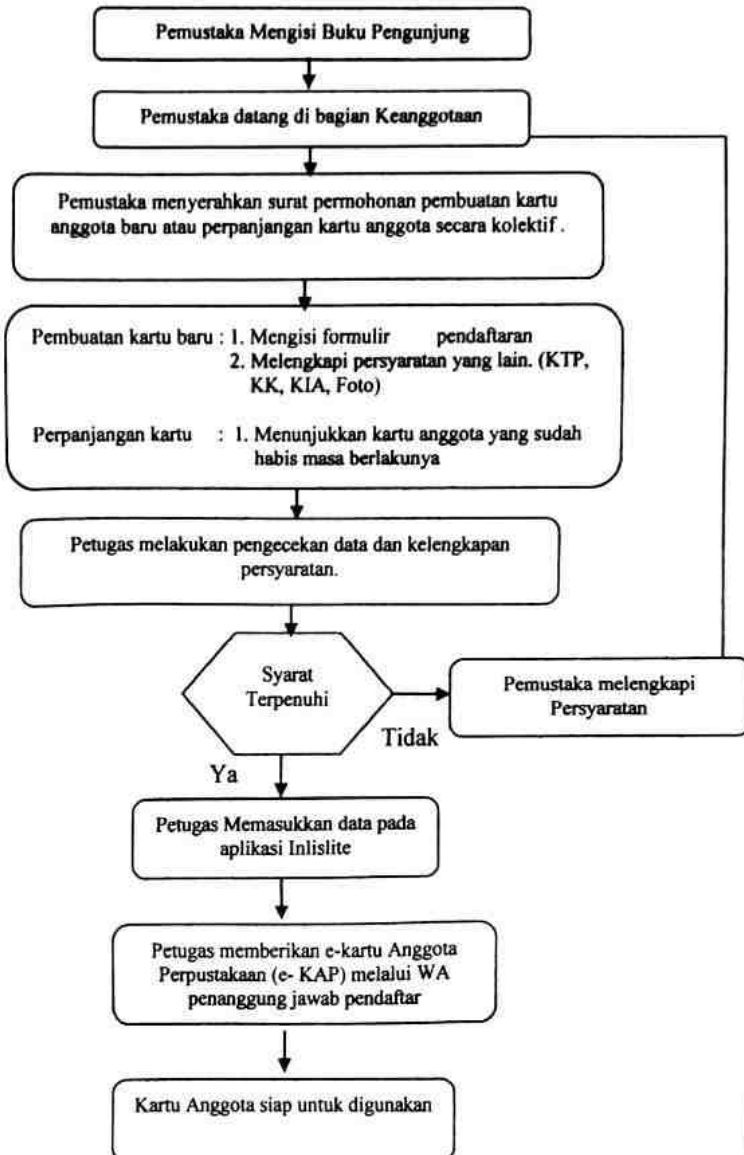 Pemustaka Mengisi Buku Pengunjung
Pemustaka datang di bagian Keanggotaan
Pemustaka menyerahkan surat permohonan pembuatan kartu
anggota baru atau perpanjangan kartu anggota secara kolektif .
Pembuatan kartu baru : 1. Mengisi formulir pendaftaran
2. Melengkapi persyaratan yang lain. (KTP,
KK, KIA, Foto)
Perpanjangan kartu : 1. Menunjukkan kartu anggota yang sudah
habis masa berlakunya
Petugas melakukan pengecekan data dan kelengkapan
persyaratan.
Syarat
Terpenuhi
Pemustaka melengkapi
Persyaratan
Tidak
Ya
Petugas Memasukkan data pada
aplikasi Inlislite
Petugas memberikan e-kartu Anggota
Perpustakaan (e- KAP) melalui WA
penanggung jawab pendaftar
Kartu Anggota siap untuk digunakan